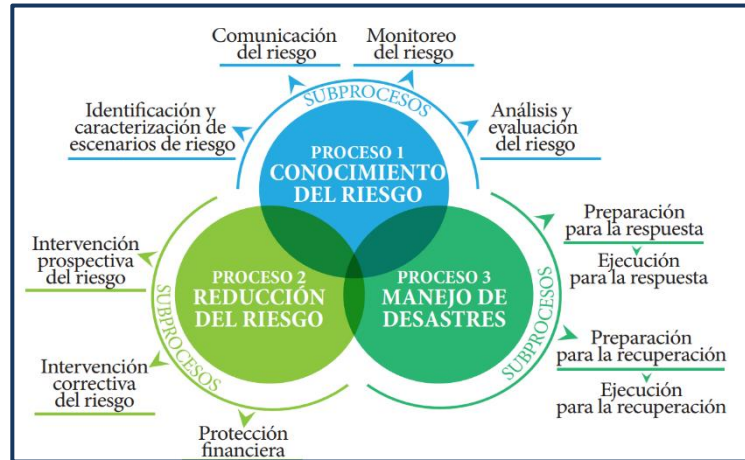 Comunicación
del riesgo
Monitoreo
del riesgo
Identificación y
caracterización de
escenarios de riesgo
SUBPROCESOS
Análisis y
evaluación
del riesgo
PROCESO 1
CONOCIMIENTO
DEL RIESGO
Intervención
prospectiva
del riesgo
Intervención
correctiva
del riesgo
Protección
financiera
SUBPROCESOS
PROCESO 2
REDUCCIÓN
DEL RIESGO
PROCESO 3
MANEJO DE
DESASTRES
SUBPROCESOS
Preparación
para la respuesta
Ejecución
para la respuesta
Preparación
para la recuperación
Ejecución
para la recuperación